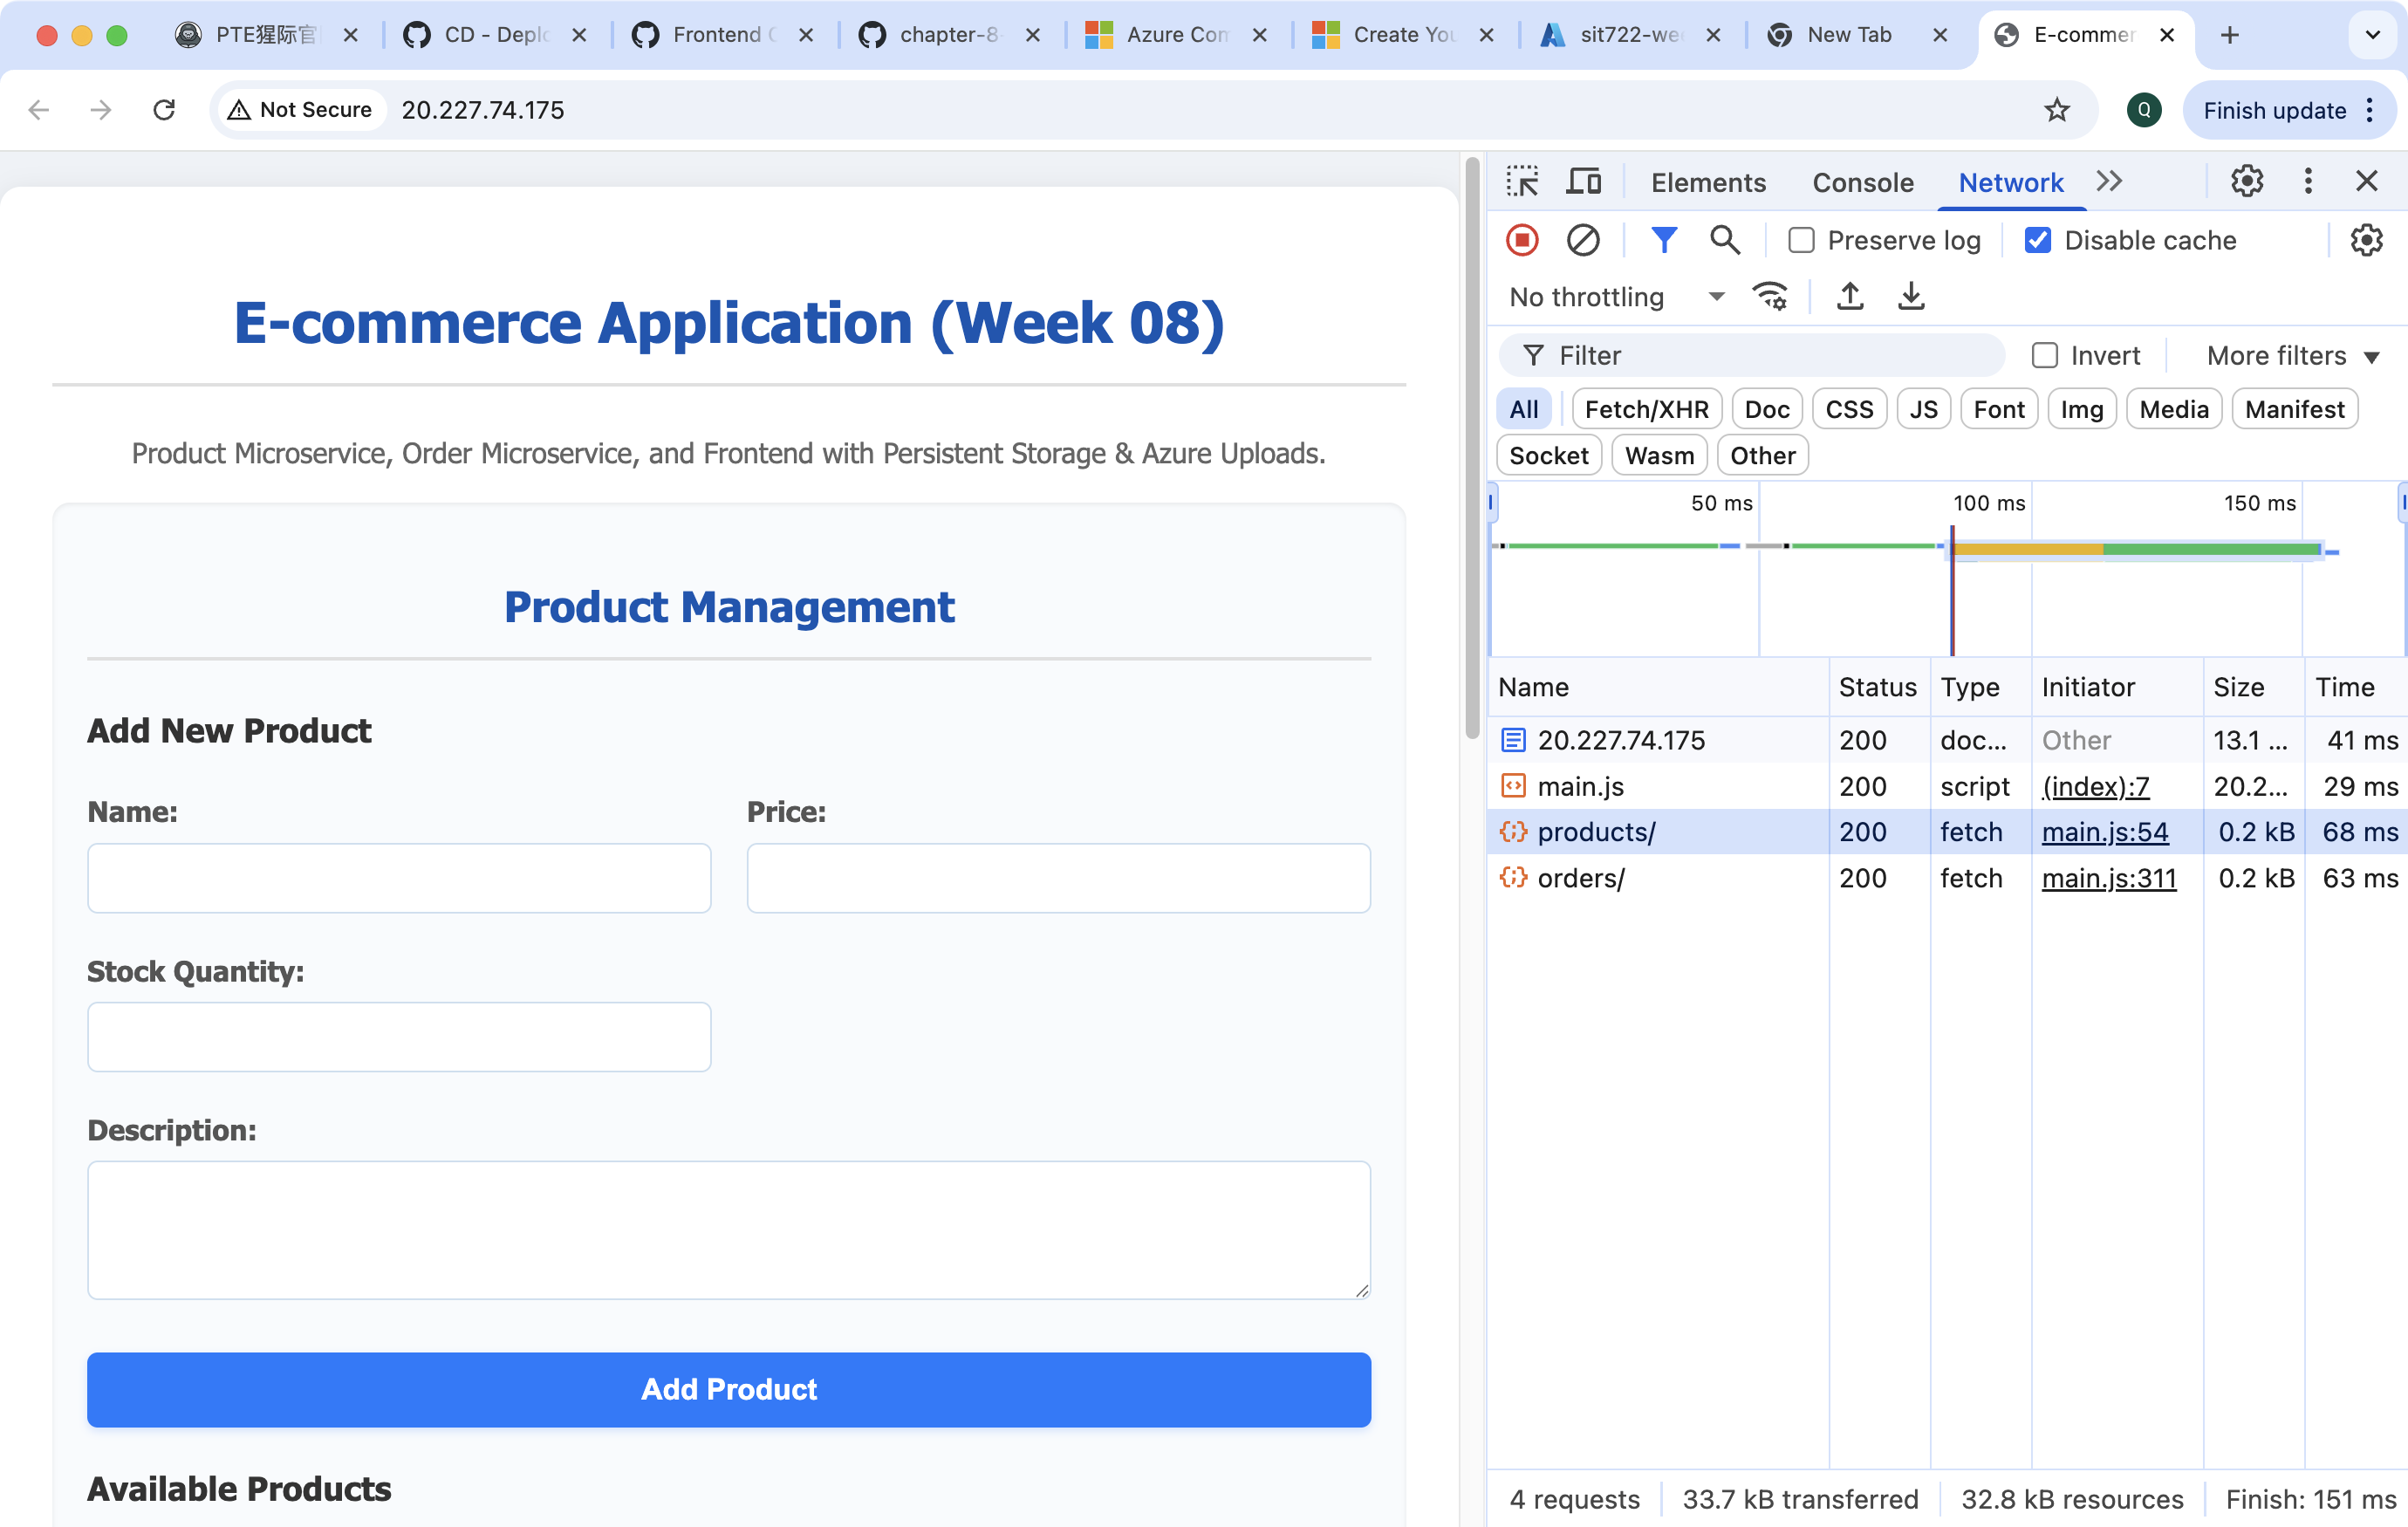 PTE猩际官
CD - Deplo
Frontend C
chapter-8-
Azure Com
Create You
sit722-wee
New Tab
E-commer
Not Secure
20.227.74.175
Q
Finish update
E-commerce Application (Week 08)
Product Microservice, Order Microservice, and Frontend with Persistent Storage & Azure Uploads.
Product Management
Add New Product
Name:
Price:
Stock Quantity:
Description:
Add Product
Available Products
Elements Console Network
Preserve log Disable cache
No throttling
Filter Invert More filters
All Fetch/XHR Doc CSS JS Font Img Media Manifest
Socket Wasm Other
50 ms 100 ms 150 ms
Name Status Type Initiator Size Time
20.227.74.175 200 doc... Other 13.1 ... 41 ms
main.js 200 script (index):7 20.2... 29 ms
products/ 200 fetch main.js:54 0.2 kB 68 ms
orders/ 200 fetch main.js:311 0.2 kB 63 ms
4 requests 33.7 kB transferred 32.8 kB resources Finish: 151 ms